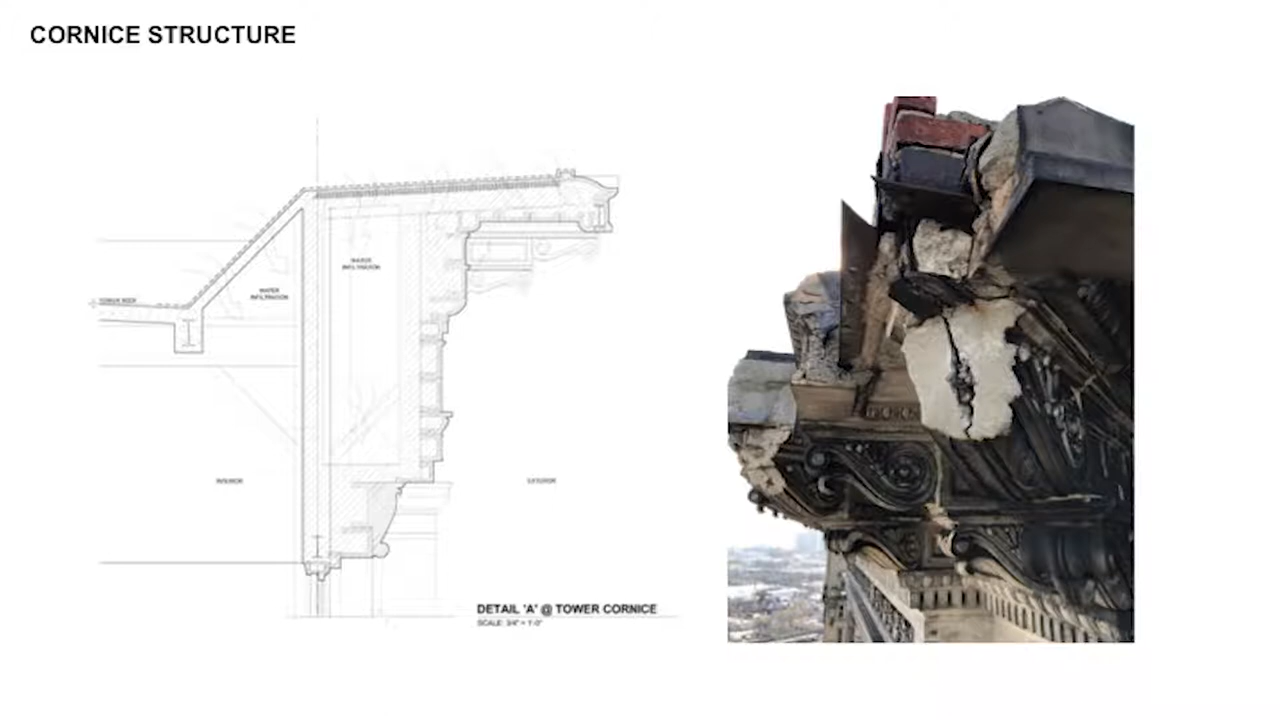 CORNICE STRUCTURE
WATER
INFILTRATION
WATER
INFILTRATION
TOWER ROOF
INTERIOR
EXTERIOR
DETAIL 'A' @ TOWER CORNICE
SCALE: 3/4" = 1'-0"